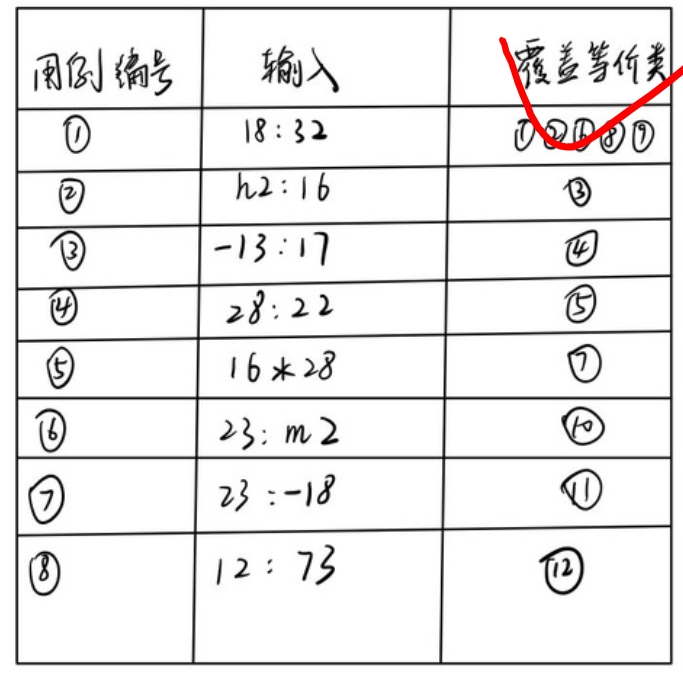 用例编号 输入 覆盖等价类
① 18:32 ①②⑥⑧⑨
② h2:16 ③
③ -13:17 ④
④ 28:22 ⑤
⑤ 16*28 ⑦
⑥ 23:m2 ⑩
⑦ 23:-18 ⑪
⑧ 12:73 ⑫